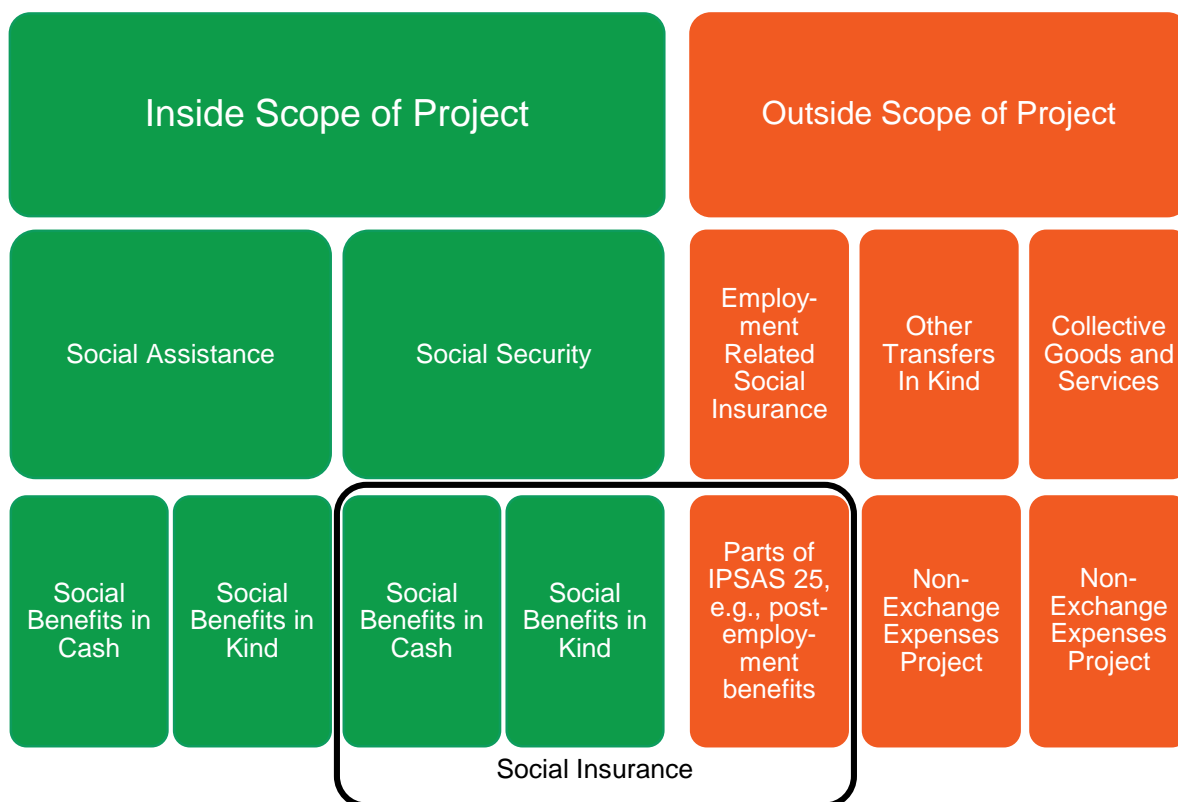 Inside Scope of Project
Outside Scope of Project
Social Assistance
Social Security
Employ-
ment
Related
Social
Insurance
Other
Transfers
In Kind
Collective
Goods and
Services
Social
Benefits in
Cash
Social
Benefits in
Kind
Social
Benefits in
Cash
Social
Benefits in
Kind
Parts of
IPSAS 25,
e.g., post-
employ-
ment
benefits
Non-
Exchange
Expenses
Project
Non-
Exchange
Expenses
Project
Social Insurance